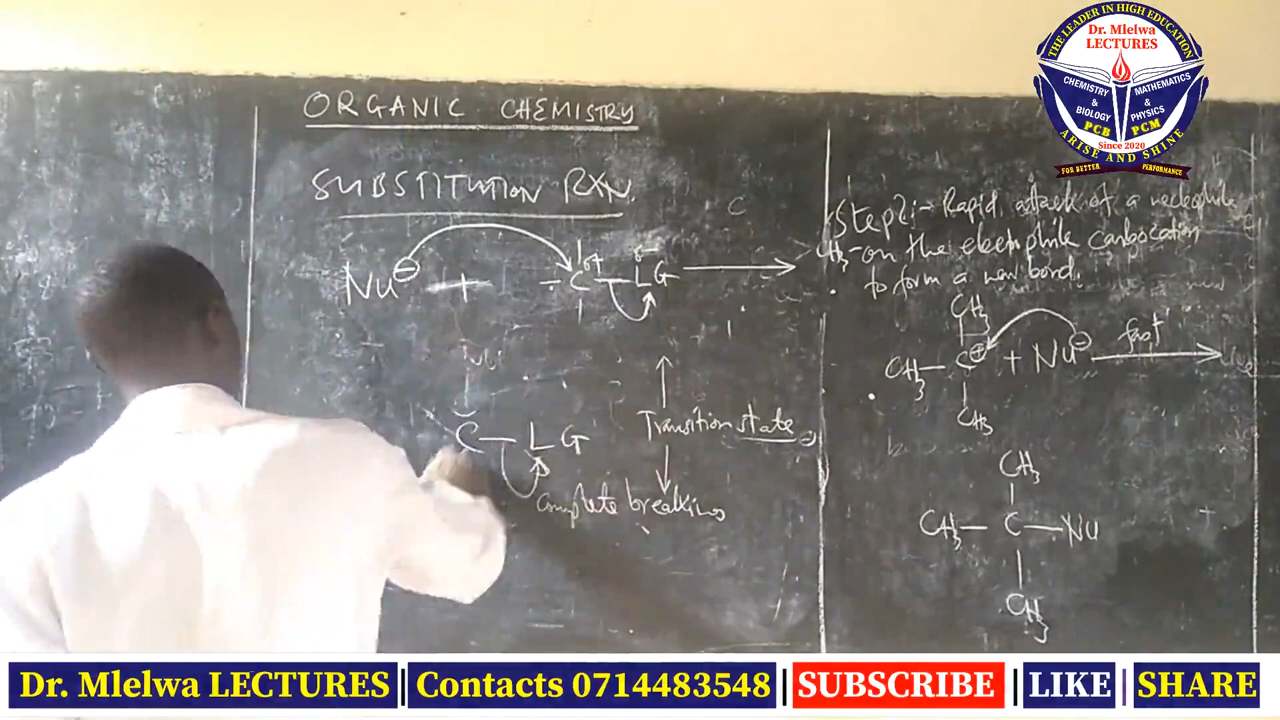 ORGANIC CHEMISTRY
SUBSTITUTION RXN.
Nu⊖ + C δ+ LG δ-
C LG
Transition state
Complete breaking
Step2:- Rapid attack of a nucleophile
on the electrophile carbocation
to form a new bond.
CH3
CH3 - C⊕ + Nu⊖ fast
CH3
CH3
CH3 - C - Nu
CH3
THE LEADER IN HIGH EDUCATION
Dr. Mlelwa
LECTURES
CHEMISTRY
&
BIOLOGY
PCB
MATHEMATICS
&
PHYSICS
PCM
Since 2020
ARISE AND SHINE
FOR BETTER PERFORMANCE
Dr. Mlelwa LECTURES | Contacts 0714483548 | SUBSCRIBE | LIKE | SHARE